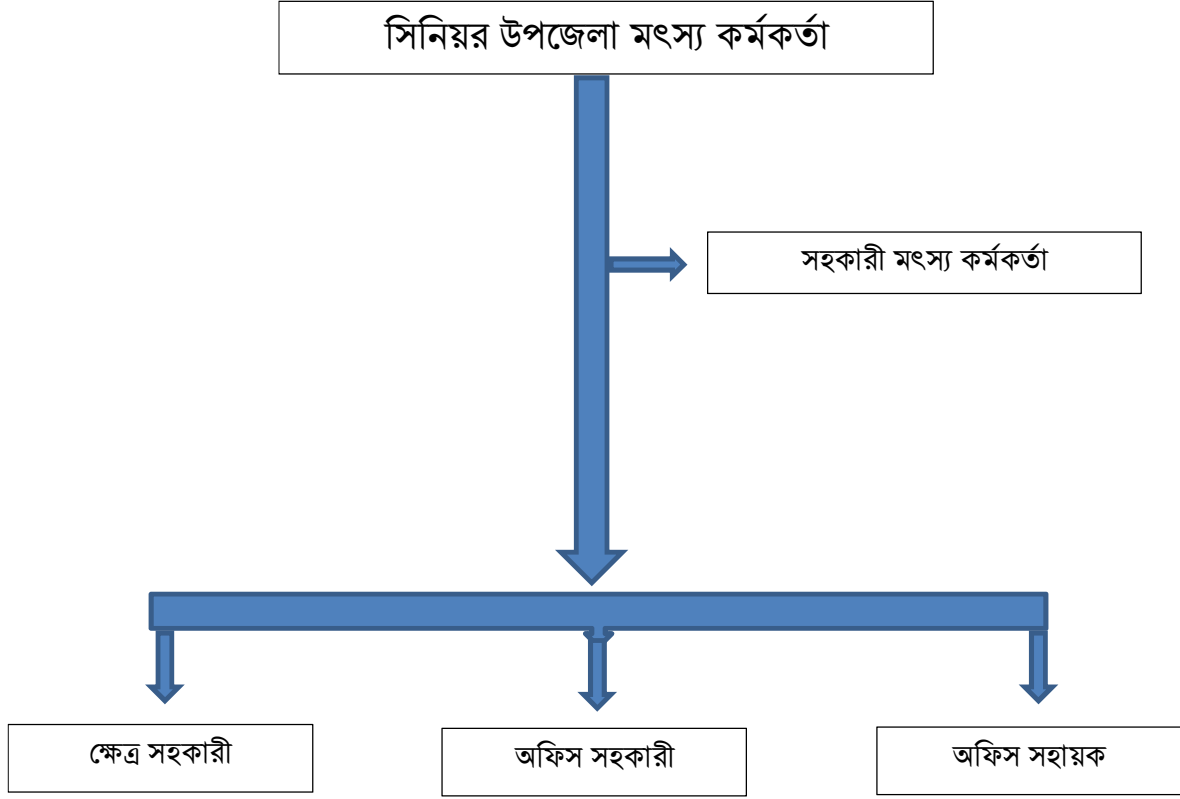 সিনিয়র উপজেলা মৎস্য কর্মকর্তা
সহকারী মৎস্য কর্মকর্তা
ক্ষেত্র সহকারী
অফিস সহকারী
অফিস সহায়ক